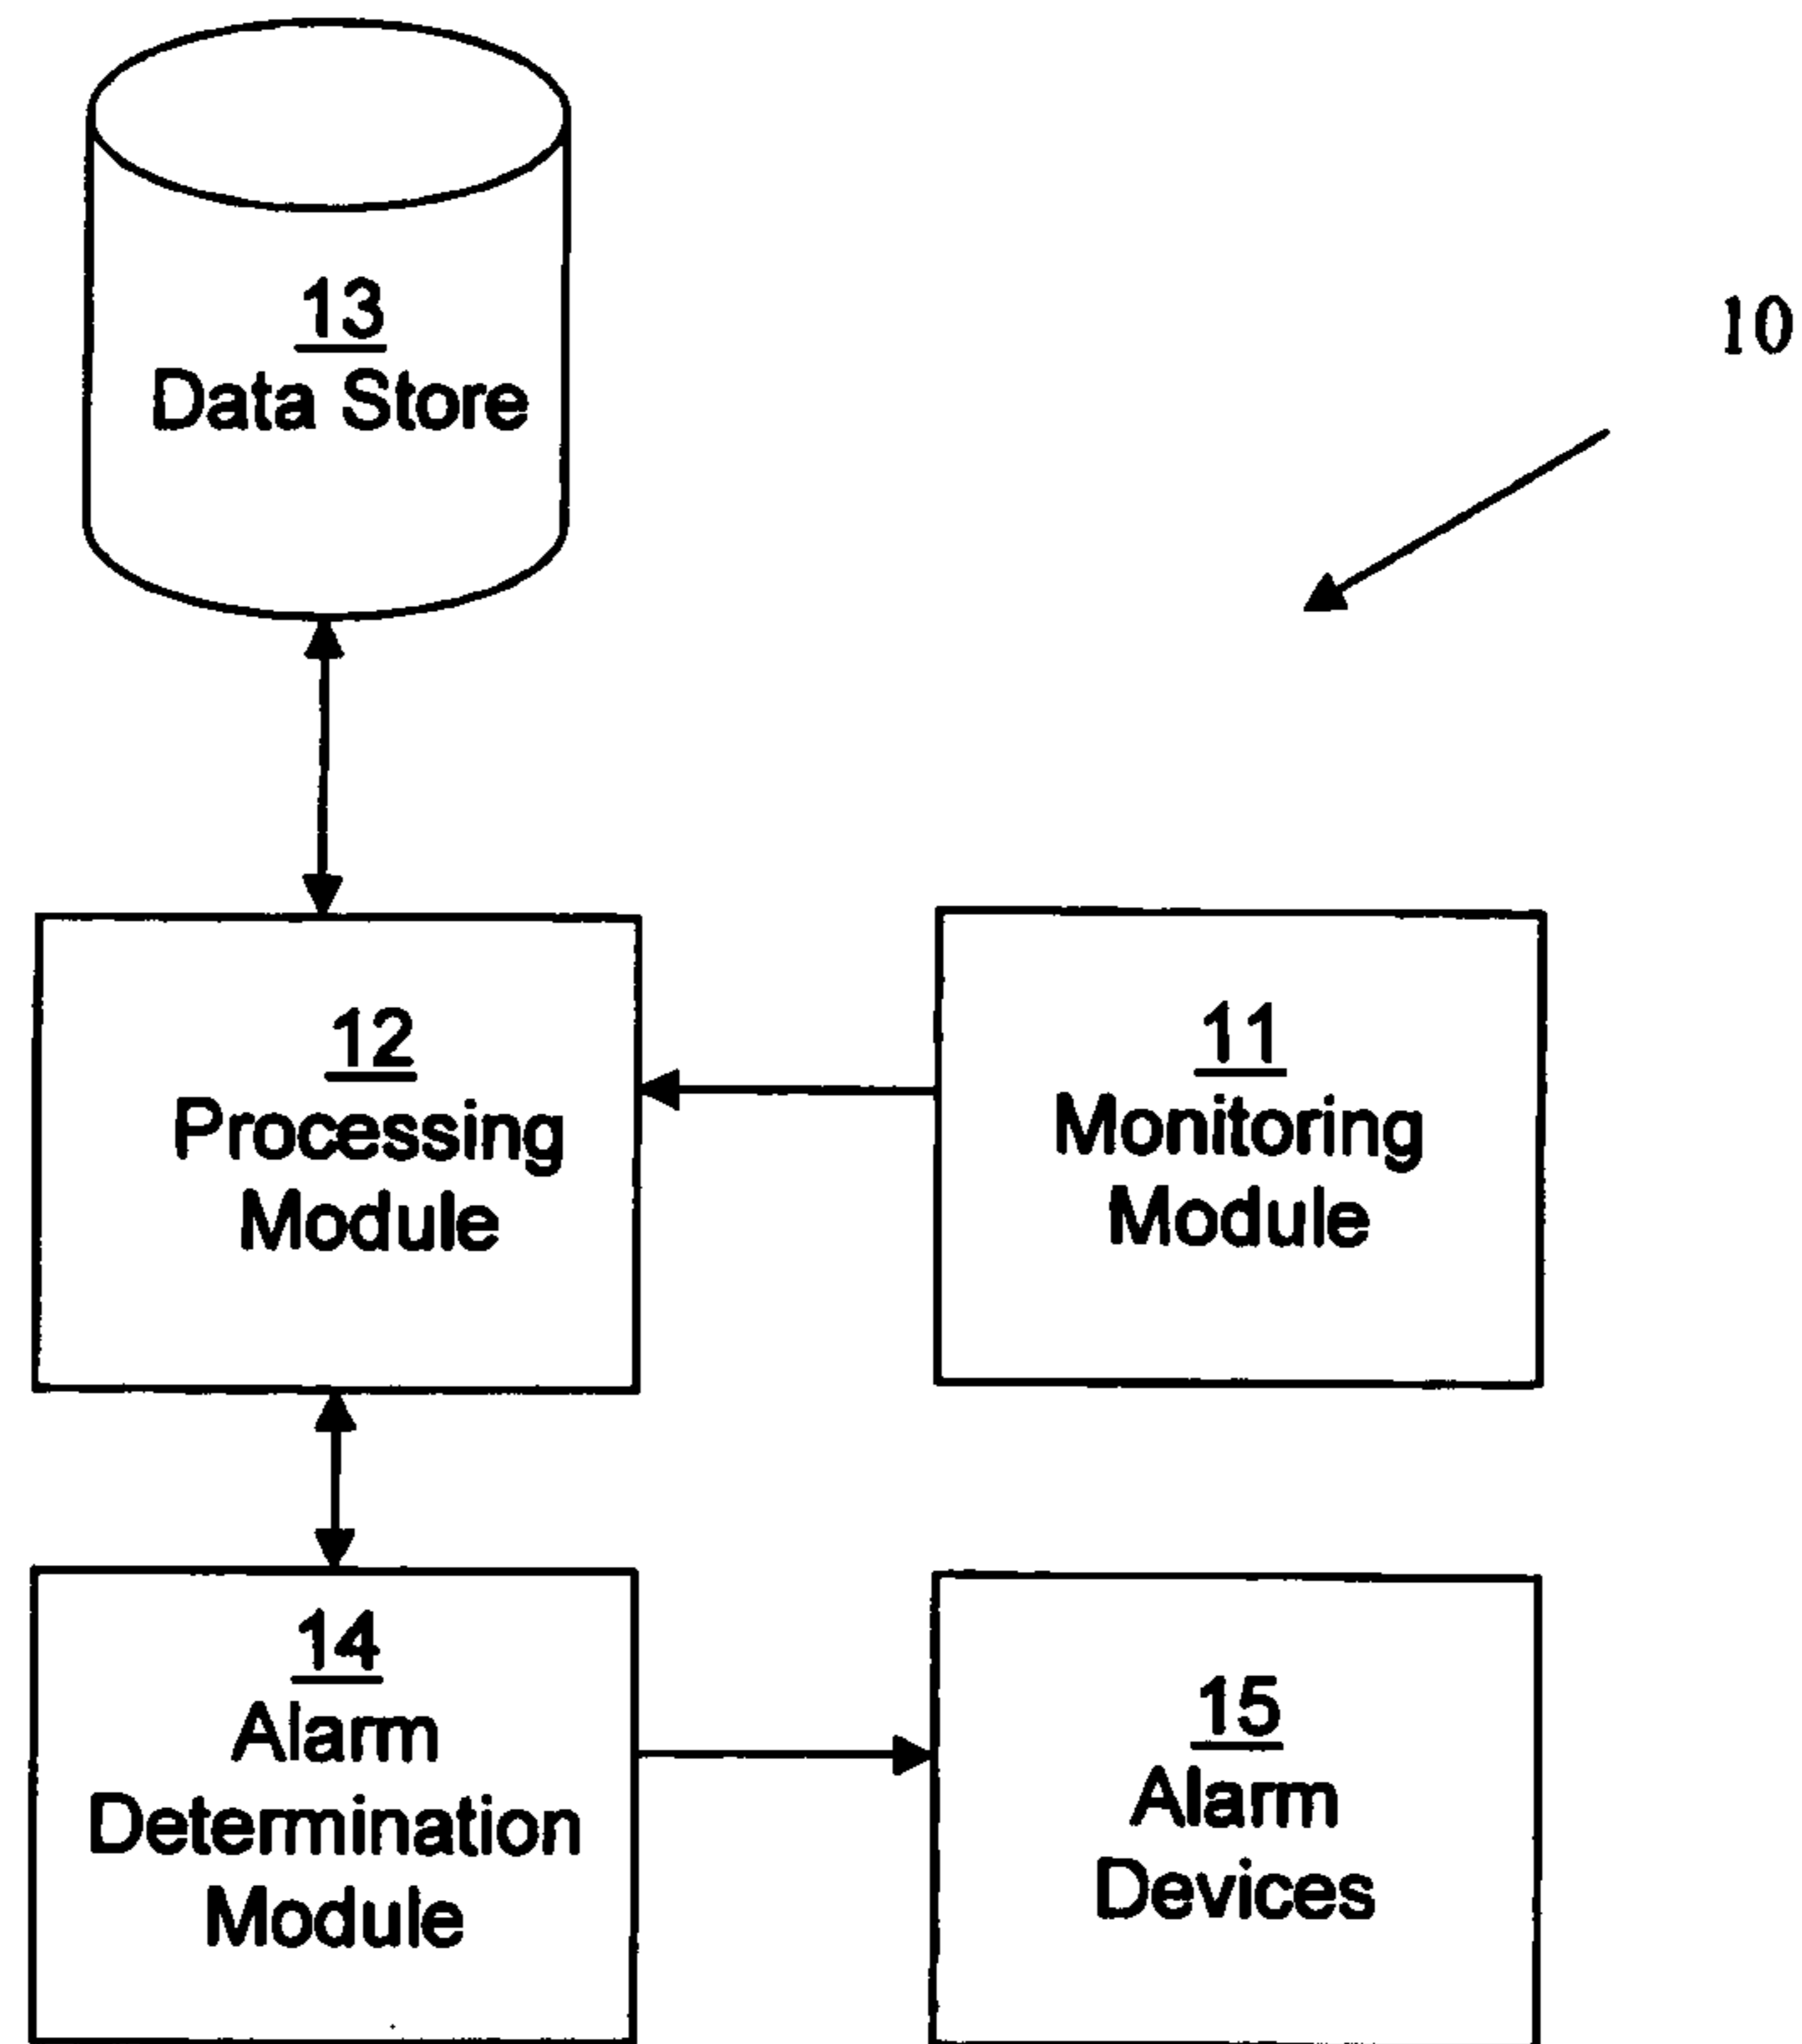 13
Data Store
10
12
Processing
Module
11
Monitoring
Module
14
Alarm
Determination
Module
15
Alarm
Devices